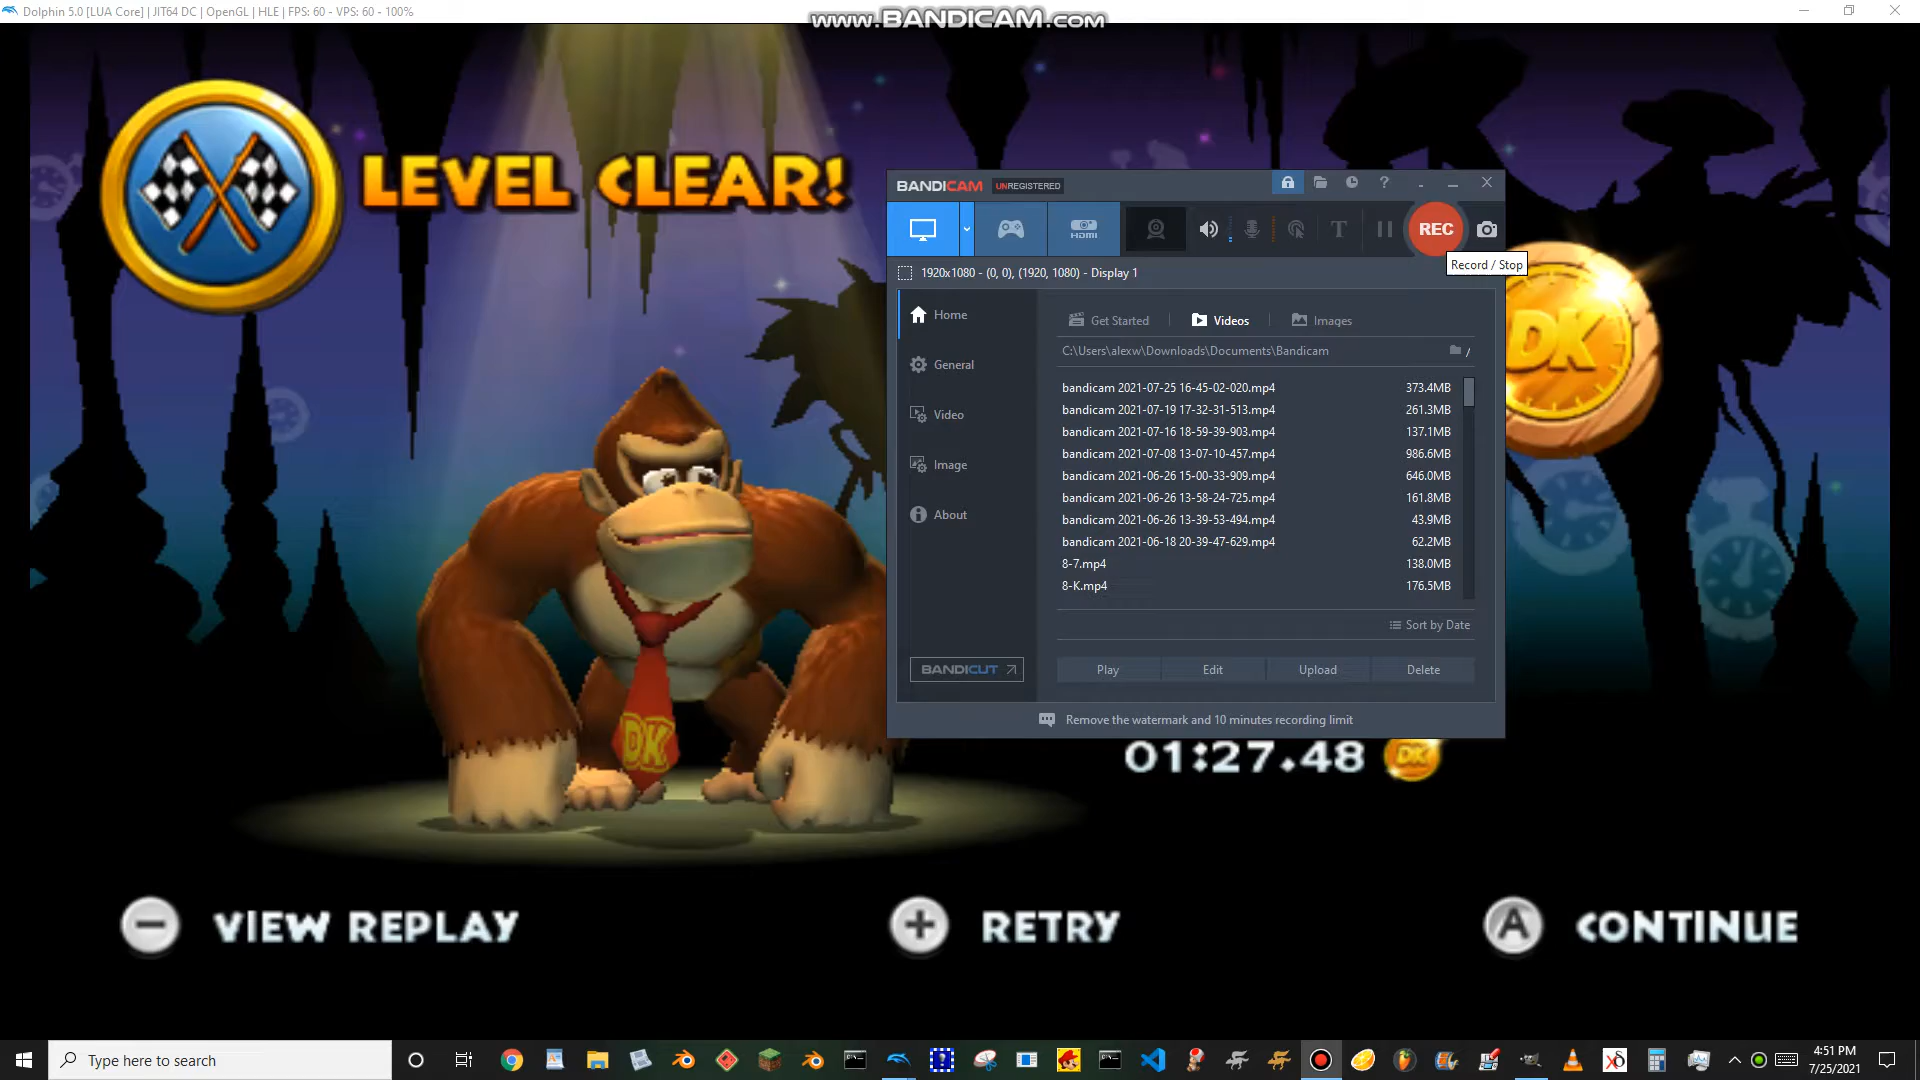 Dolphin 5.0 [LUA Core] | JIT64 DC | OpenGL | HLE | FPS: 60 - VPS: 60 - 100%
www.BANDICAM.com
LEVEL CLEAR!
BANDICAM UNREGISTERED
?
HDMI
T
REC
Record / Stop
1920x1080 - (0, 0), (1920, 1080) - Display 1
Home
General
Video
Image
About
BANDICUT
Get Started
Videos
Images
C:\Users\alexw\Downloads\Documents\Bandicam
/
bandicam 2021-07-25 16-45-02-020.mp4 373.4MB
bandicam 2021-07-19 17-32-31-513.mp4 261.3MB
bandicam 2021-07-16 18-59-39-903.mp4 137.1MB
bandicam 2021-07-08 13-07-10-457.mp4 986.6MB
bandicam 2021-06-26 15-00-33-909.mp4 646.0MB
bandicam 2021-06-26 13-58-24-725.mp4 161.8MB
bandicam 2021-06-26 13-39-53-494.mp4 43.9MB
bandicam 2021-06-18 20-39-47-629.mp4 62.2MB
8-7.mp4 138.0MB
8-K.mp4 176.5MB
Sort by Date
Play Edit Upload Delete
Remove the watermark and 10 minutes recording limit
DK
DK
01:27.48 DK
- VIEW REPLAY
+ RETRY
A CONTINUE
Type here to search
4:51 PM
7/25/2021